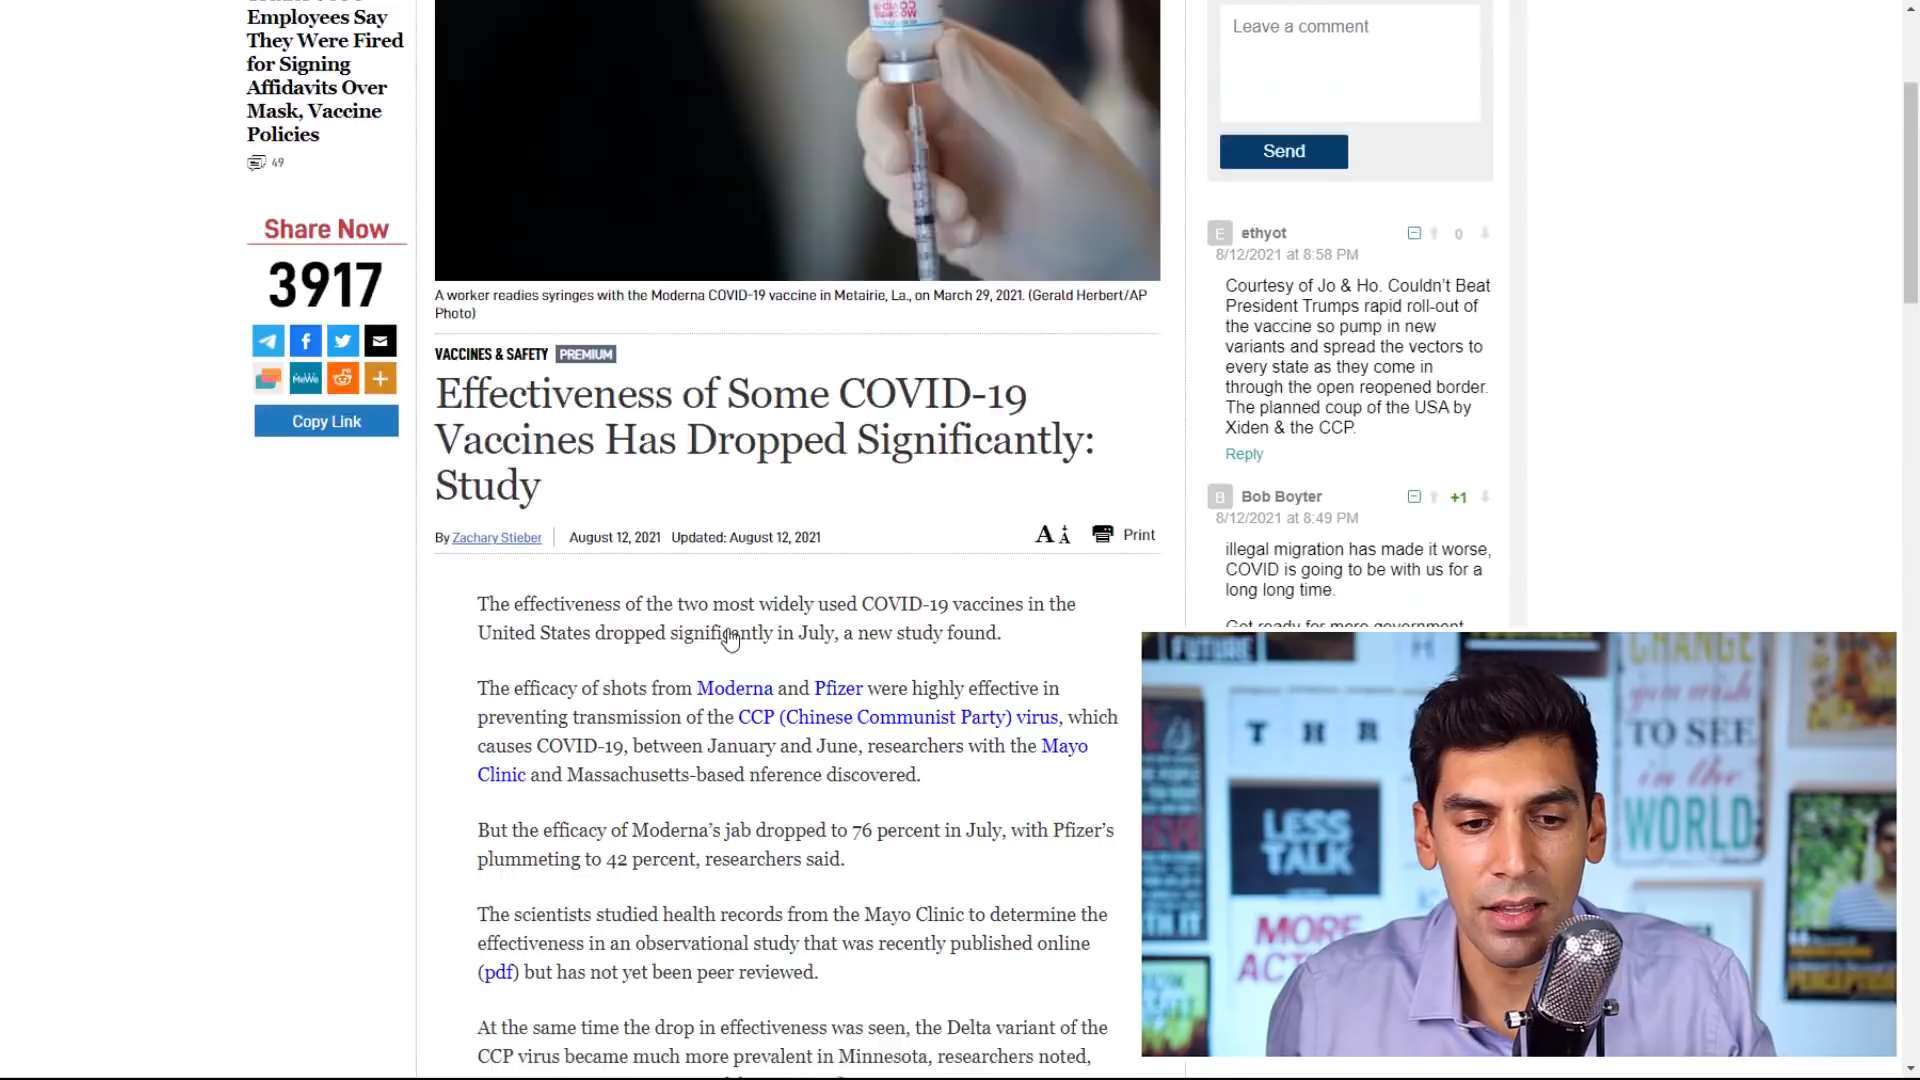 Employees Say
They Were Fired
for Signing
Affidavits Over
Mask, Vaccine
Policies
49
Share Now
3917
MeWe
Copy Link
A worker readies syringes with the Moderna COVID-19 vaccine in Metairie, La., on March 29, 2021. (Gerald Herbert/AP
Photo)
VACCINES & SAFETY PREMIUM
Effectiveness of Some COVID-19
Vaccines Has Dropped Significantly:
Study
By Zachary Stieber August 12, 2021 Updated: August 12, 2021
A A Print
The effectiveness of the two most widely used COVID-19 vaccines in the
United States dropped significantly in July, a new study found.
The efficacy of shots from Moderna and Pfizer were highly effective in
preventing transmission of the CCP (Chinese Communist Party) virus, which
causes COVID-19, between January and June, researchers with the Mayo
Clinic and Massachusetts-based nference discovered.
But the efficacy of Moderna's jab dropped to 76 percent in July, with Pfizer's
plummeting to 42 percent, researchers said.
The scientists studied health records from the Mayo Clinic to determine the
effectiveness in an observational study that was recently published online
(pdf) but has not yet been peer reviewed.
At the same time the drop in effectiveness was seen, the Delta variant of the
CCP virus became much more prevalent in Minnesota, researchers noted,
Leave a comment
Send
E ethyot 0
8/12/2021 at 8:58 PM
Courtesy of Jo & Ho. Couldn't Beat
President Trumps rapid roll-out of
the vaccine so pump in new
variants and spread the vectors to
every state as they come in
through the open reopened border.
The planned coup of the USA by
Xiden & the CCP.
Reply
B Bob Boyter +1
8/12/2021 at 8:49 PM
illegal migration has made it worse,
COVID is going to be with us for a
long long time.
Get ready for more government
FUTURE
CHANGE
you wish
TO SEE
in the
WORLD
T H R
LESS
TALK
MORE